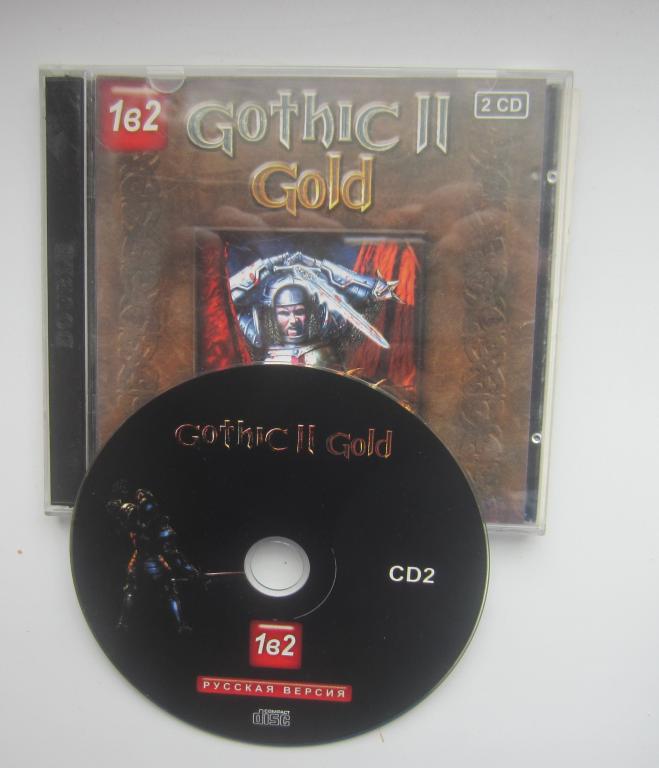 1в2
GOTHIC II
GOLD
2 CD
DOUBLE
GOTHIC II GOLD
CD2
1в2
РУССКАЯ ВЕРСИЯ
COMPACT
disc